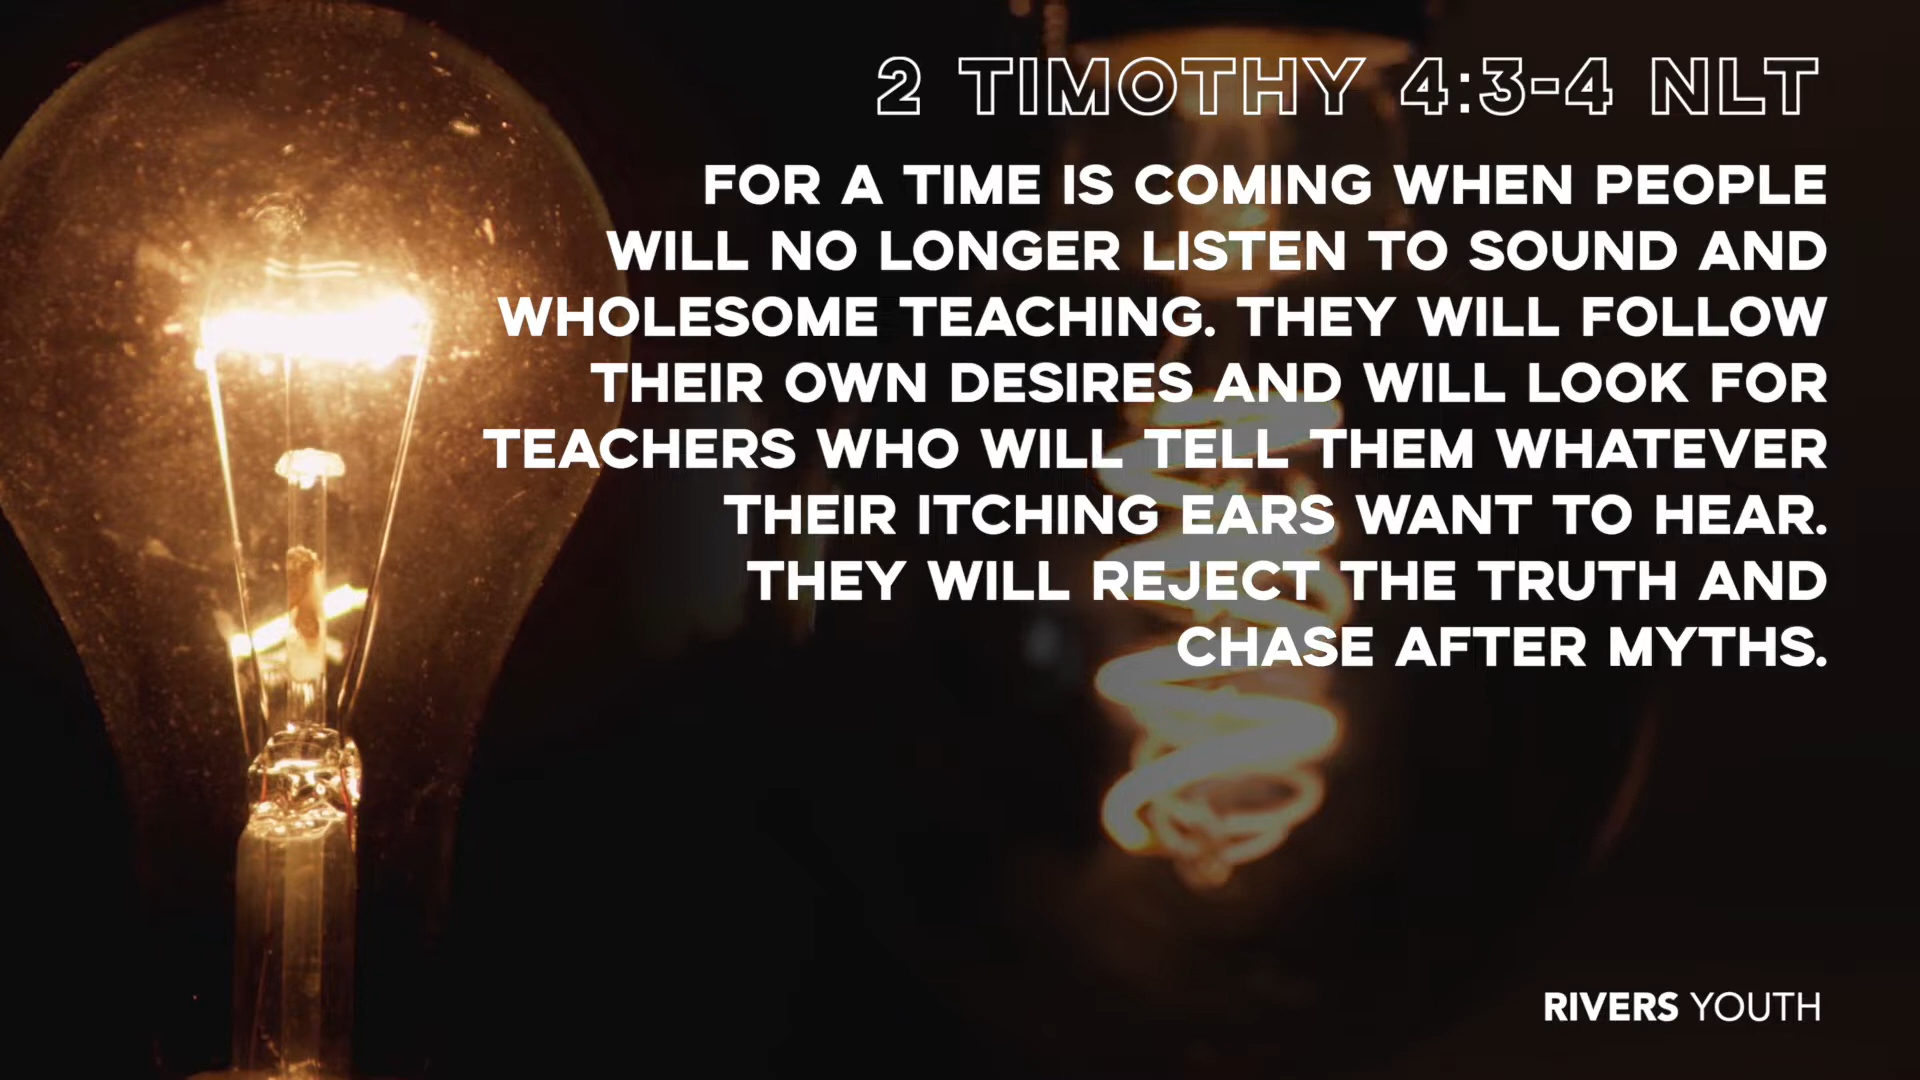 2 TIMOTHY 4:3-4 NLT
FOR A TIME IS COMING WHEN PEOPLE
WILL NO LONGER LISTEN TO SOUND AND
WHOLESOME TEACHING. THEY WILL FOLLOW
THEIR OWN DESIRES AND WILL LOOK FOR
TEACHERS WHO WILL TELL THEM WHATEVER
THEIR ITCHING EARS WANT TO HEAR.
THEY WILL REJECT THE TRUTH AND
CHASE AFTER MYTHS.
RIVERS YOUTH